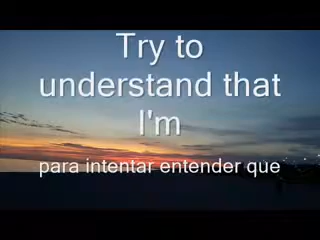 Try to
understand that
I'm
para intentar entender que